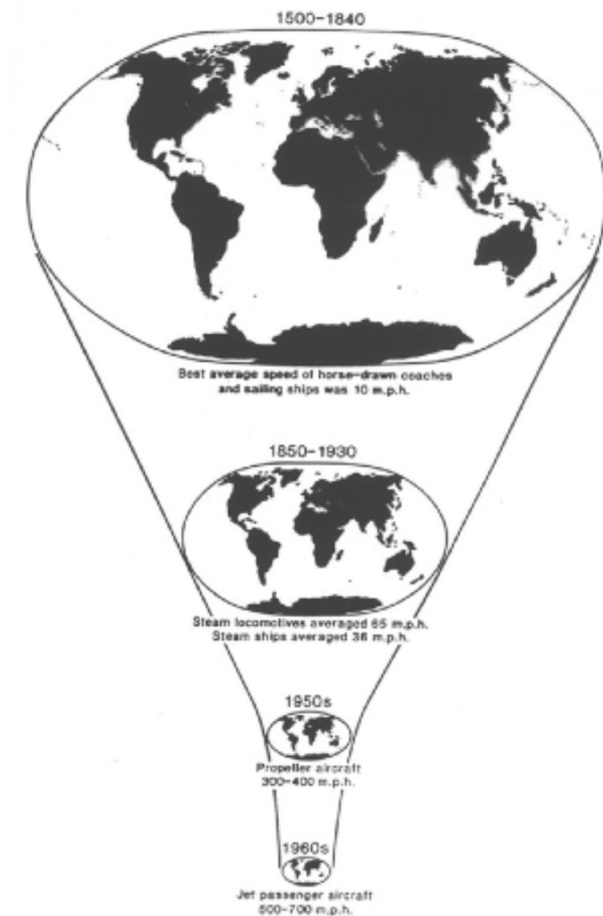 1500–1840
Best average speed of horse–drawn coaches
and sailing ships was 10 m.p.h.
1850–1930
Steam locomotives averaged 65 m.p.h.
Steam ships averaged 36 m.p.h.
1950s
Propeller aircraft
300–400 m.p.h.
1960s
Jet passenger aircraft
500–700 m.p.h.